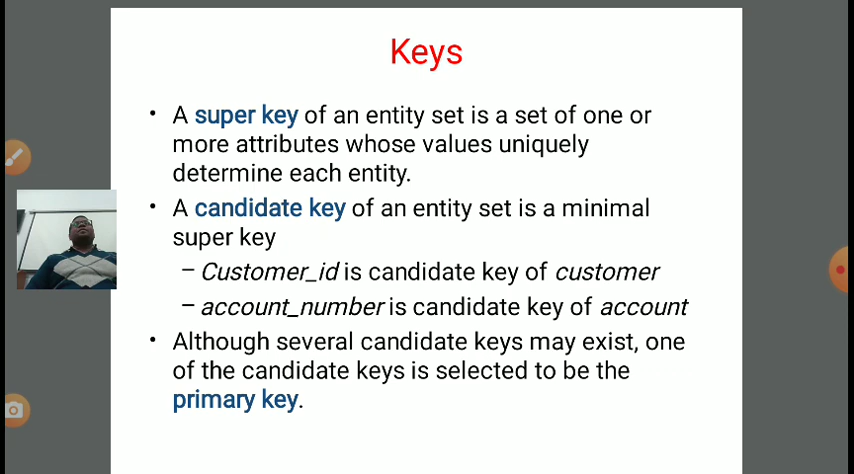 Keys
• A super key of an entity set is a set of one or
more attributes whose values uniquely
determine each entity.
• A candidate key of an entity set is a minimal
super key
– Customer_id is candidate key of customer
– account_number is candidate key of account
• Although several candidate keys may exist, one
of the candidate keys is selected to be the
primary key.